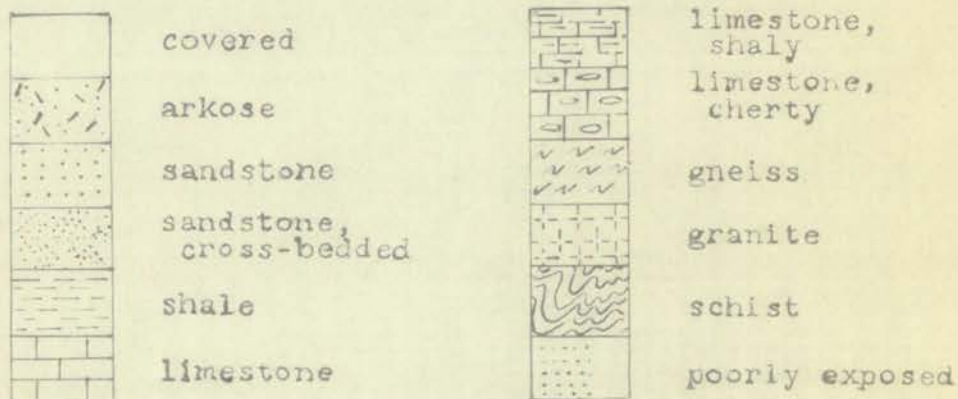 covered
arkose
sandstone
sandstone,
cross-bedded
shale
limestone
limestone,
shaly
limestone,
cherty
gneiss
granite
schist
poorly exposed